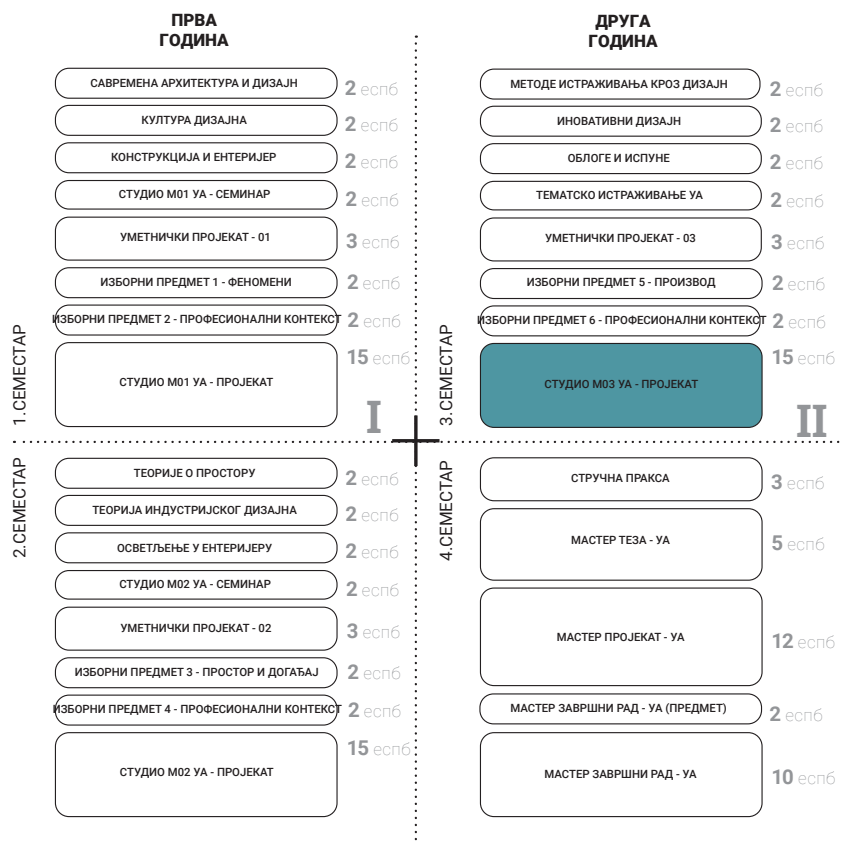 ПРВА
ГОДИНА
САВРЕМЕНА АРХИТЕКТУРА И ДИЗАЈН 2 еспб
КУЛТУРА ДИЗАЈНА 2 еспб
КОНСТРУКЦИЈА И ЕНТЕРИЈЕР 2 еспб
СТУДИО М01 УА - СЕМИНАР 2 еспб
УМЕТНИЧКИ ПРОЈЕКАТ - 01 3 еспб
ИЗБОРНИ ПРЕДМЕТ 1 - ФЕНОМЕНИ 2 еспб
ИЗБОРНИ ПРЕДМЕТ 2 - ПРОФЕСИОНАЛНИ КОНТЕКСТ 2 еспб
СТУДИО М01 УА - ПРОЈЕКАТ 15 еспб
1.СЕМЕСТАР
I
ДРУГА
ГОДИНА
МЕТОДЕ ИСТРАЖИВАЊА КРОЗ ДИЗАЈН 2 еспб
ИНОВАТИВНИ ДИЗАЈН 2 еспб
ОБЛОГЕ И ИСПУНЕ 2 еспб
ТЕМАТСКО ИСТРАЖИВАЊЕ УА 2 еспб
УМЕТНИЧКИ ПРОЈЕКАТ - 03 3 еспб
ИЗБОРНИ ПРЕДМЕТ 5 - ПРОИЗВОД 2 еспб
ИЗБОРНИ ПРЕДМЕТ 6 - ПРОФЕСИОНАЛНИ КОНТЕКСТ 2 еспб
СТУДИО М03 УА - ПРОЈЕКАТ 15 еспб
3.СЕМЕСТАР
II
2.СЕМЕСТАР
ТЕОРИЈЕ О ПРОСТОРУ 2 еспб
ТЕОРИЈА ИНДУСТРИЈСКОГ ДИЗАЈНА 2 еспб
ОСВЕТЉЕЊЕ У ЕНТЕРИЈЕРУ 2 еспб
СТУДИО М02 УА - СЕМИНАР 2 еспб
УМЕТНИЧКИ ПРОЈЕКАТ - 02 3 еспб
ИЗБОРНИ ПРЕДМЕТ 3 - ПРОСТОР И ДОГАЂАЈ 2 еспб
ИЗБОРНИ ПРЕДМЕТ 4 - ПРОФЕСИОНАЛНИ КОНТЕКСТ 2 еспб
СТУДИО М02 УА - ПРОЈЕКАТ 15 еспб
4.СЕМЕСТАР
СТРУЧНА ПРАКСА 3 еспб
МАСТЕР ТЕЗА - УА 5 еспб
МАСТЕР ПРОЈЕКАТ - УА 12 еспб
МАСТЕР ЗАВРШНИ РАД - УА (ПРЕДМЕТ) 2 еспб
МАСТЕР ЗАВРШНИ РАД - УА 10 еспб